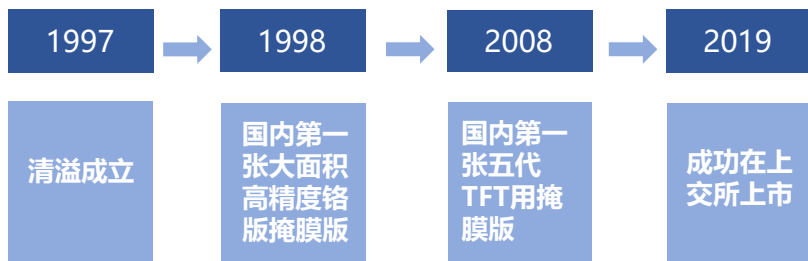 1997
1998
2008
2019
清溢成立
国内第一
张大面积
高精度铬
版掩膜版
国内第一
张五代
TFT用掩
膜版
成功在上
交所上市